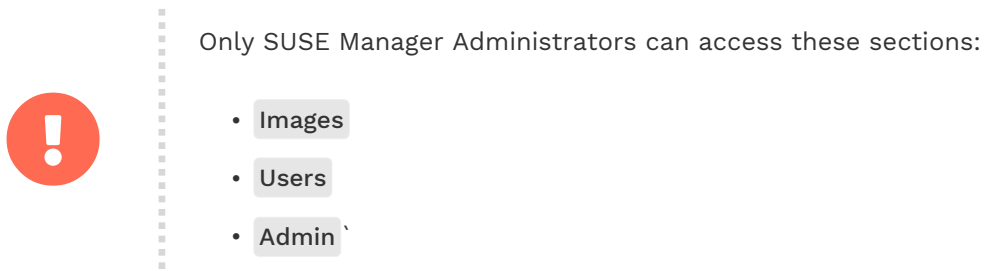 Only SUSE Manager Administrators can access these sections:
• Images
• Users
• Admin`